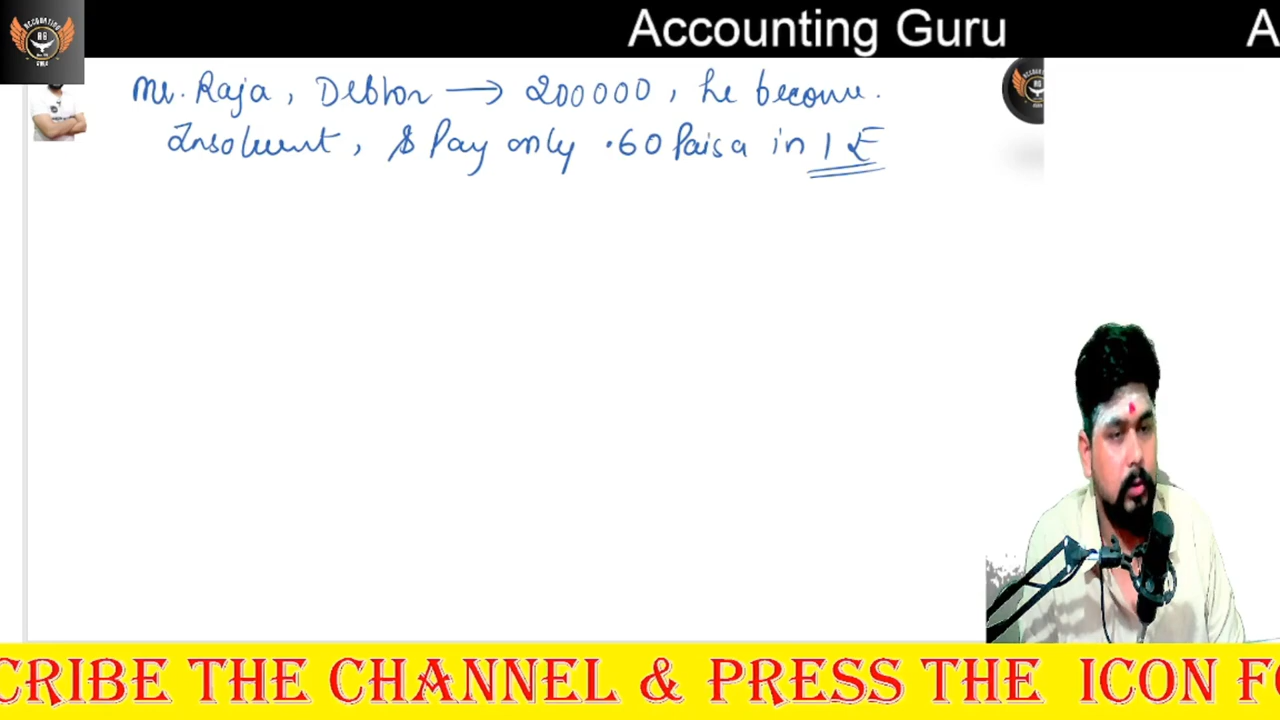 Accounting Guru
A
Mr. Raja, Debtor → 200000, he become.
Insolvent, & Pay only .60 Paisa in 1 ₹
CRIBE THE CHANNEL & PRESS THE ICON FO